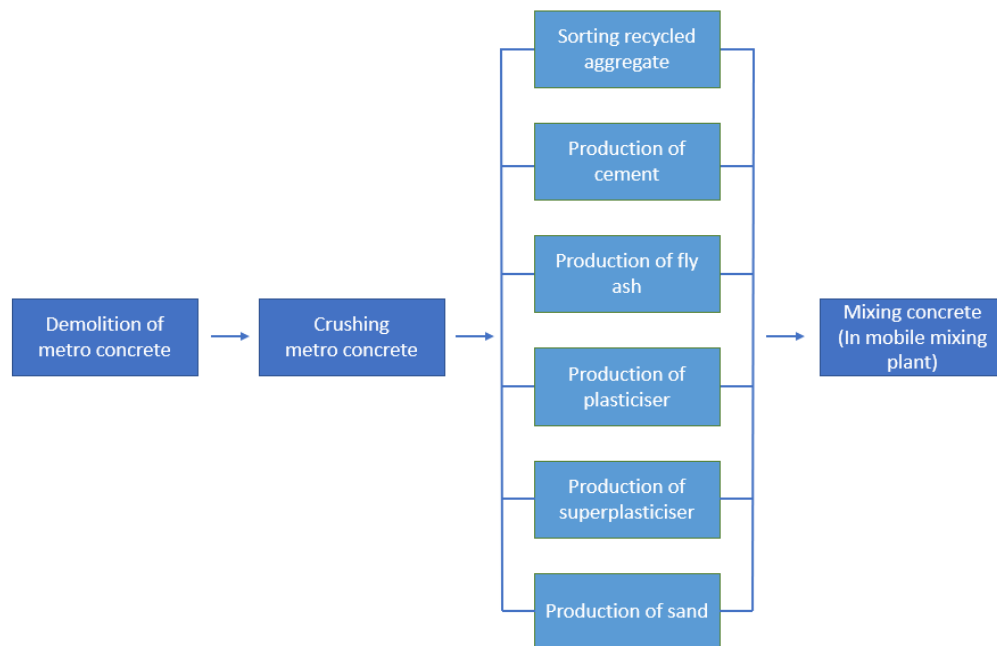 Demolition of
metro concrete
Crushing
metro concrete
Sorting recycled
aggregate
Production of
cement
Production of fly
ash
Production of
plasticiser
Production of
superplasticiser
Production of sand
Mixing concrete
(In mobile mixing
plant)